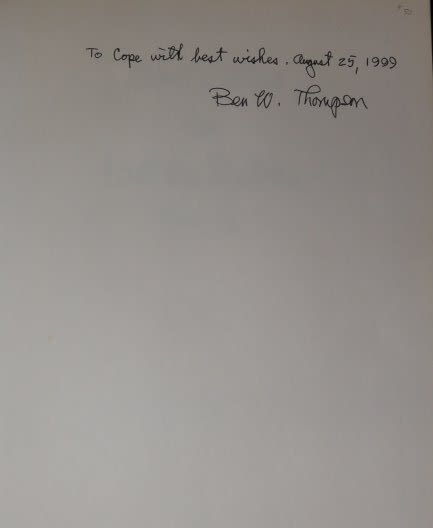 To Cope with best wishes. August 25, 1999
Ben W. Thompson